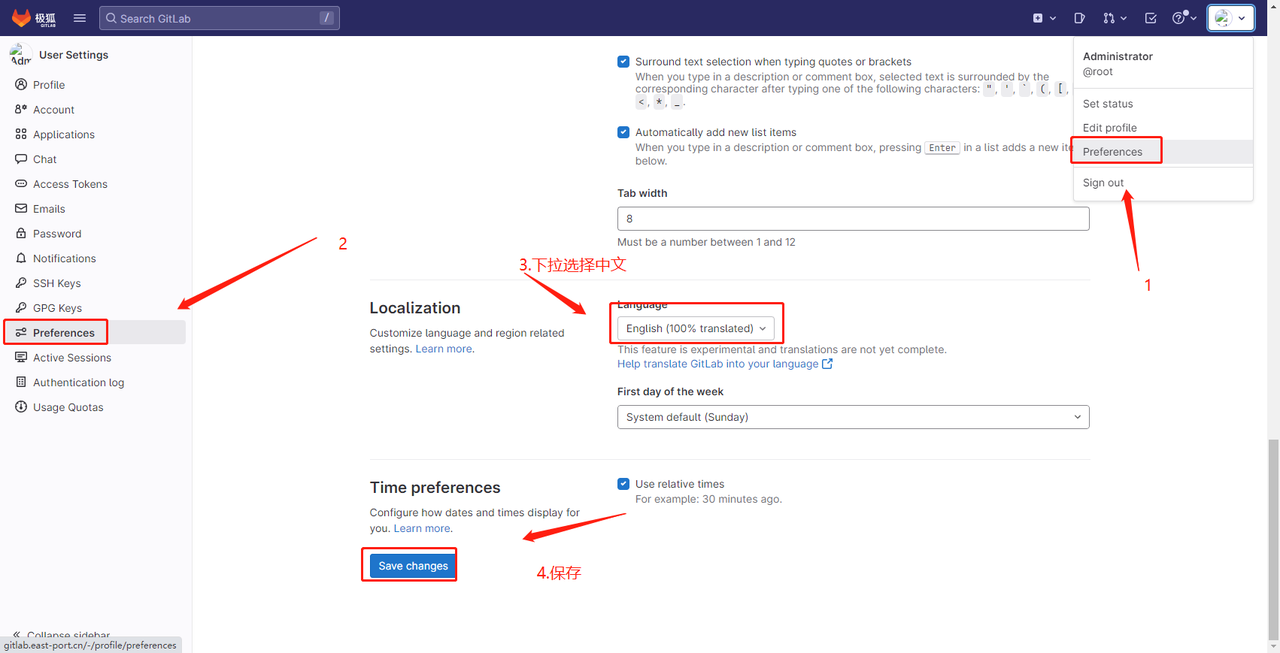 极狐
GITLAB
Search GitLab
/
User Settings
Profile
Account
Applications
Chat
Access Tokens
Emails
Password
Notifications
SSH Keys
GPG Keys
Preferences
Active Sessions
Authentication log
Usage Quotas
Collapse sidebar
gitlab.east-port.cn/-/profile/preferences
2
Surround text selection when typing quotes or brackets
When you type in a description or comment box, selected text is surrounded by the
corresponding character after typing one of the following characters: ", ', `, (, [,
<, *, _.
Automatically add new list items
When you type in a description or comment box, pressing Enter in a list adds a new
below.
Tab width
8
Must be a number between 1 and 12
3.下拉选择中文
Localization
Customize language and region related
settings. Learn more.
Language
English (100% translated)
This feature is experimental and translations are not yet complete.
Help translate GitLab into your language
First day of the week
System default (Sunday)
Time preferences
Configure how dates and times display for
you. Learn more.
Use relative times
For example: 30 minutes ago.
Save changes
4.保存
Administrator
@root
Set status
Edit profile
Preferences
Sign out
1